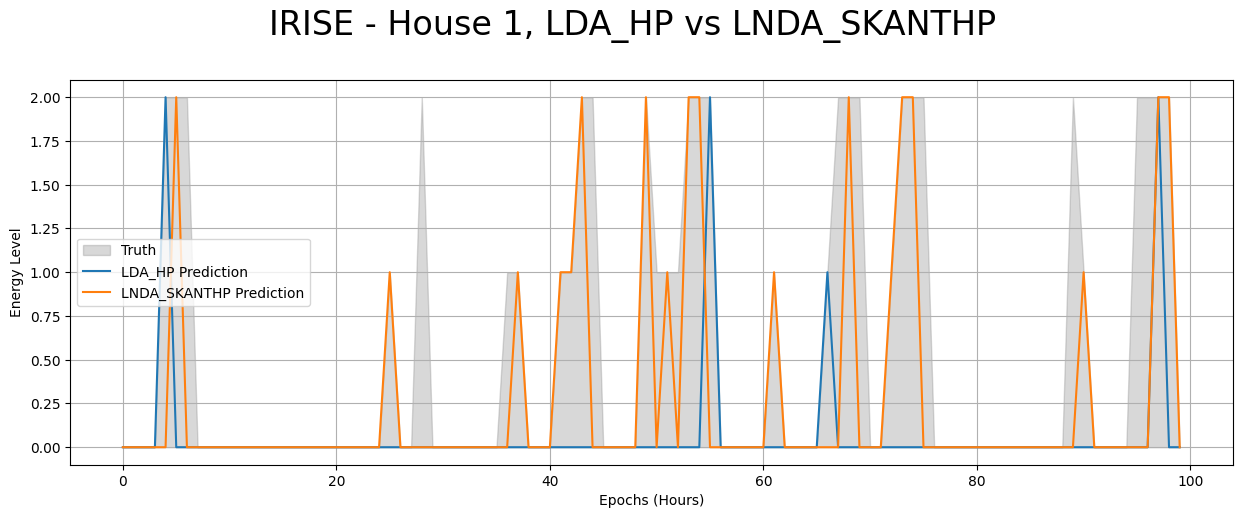 IRISE - House 1, LDA_HP vs LNDA_SKANTHP
2.00
1.75
1.50
1.25
1.00
0.75
0.50
0.25
0.00
Energy Level
Truth
LDA_HP Prediction
LNDA_SKANTHP Prediction
0 20 40 60 80 100
Epochs (Hours)